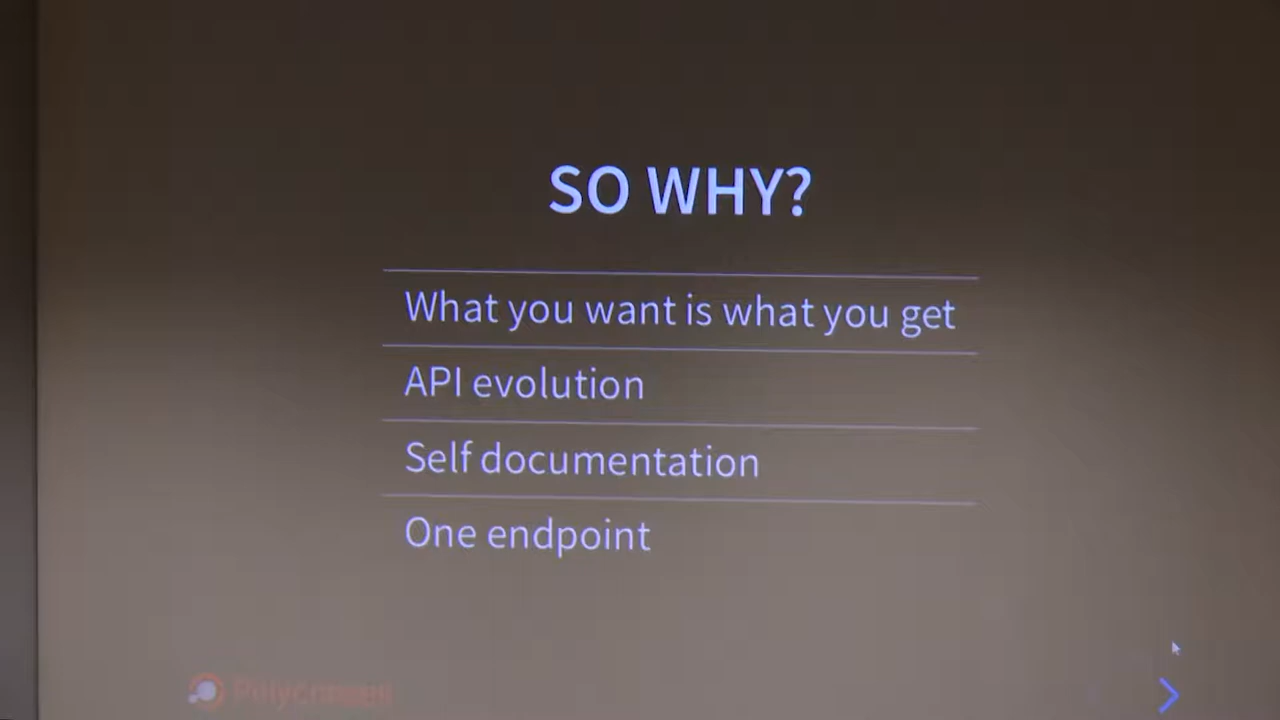 SO WHY?
What you want is what you get
API evolution
Self documentation
One endpoint